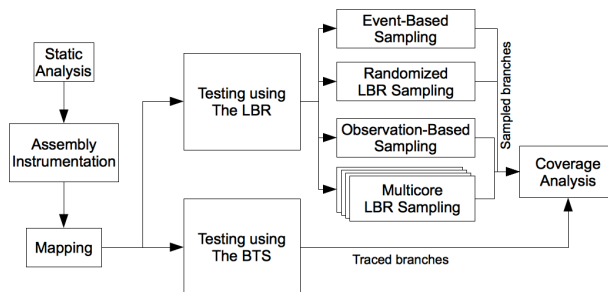 Static
Analysis
Assembly
Instrumentation
Mapping
Testing using
The LBR
Testing using
The BTS
Event-Based
Sampling
Randomized
LBR Sampling
Observation-Based
Sampling
Multicore
LBR Sampling
Sampled branches
Traced branches
Coverage
Analysis